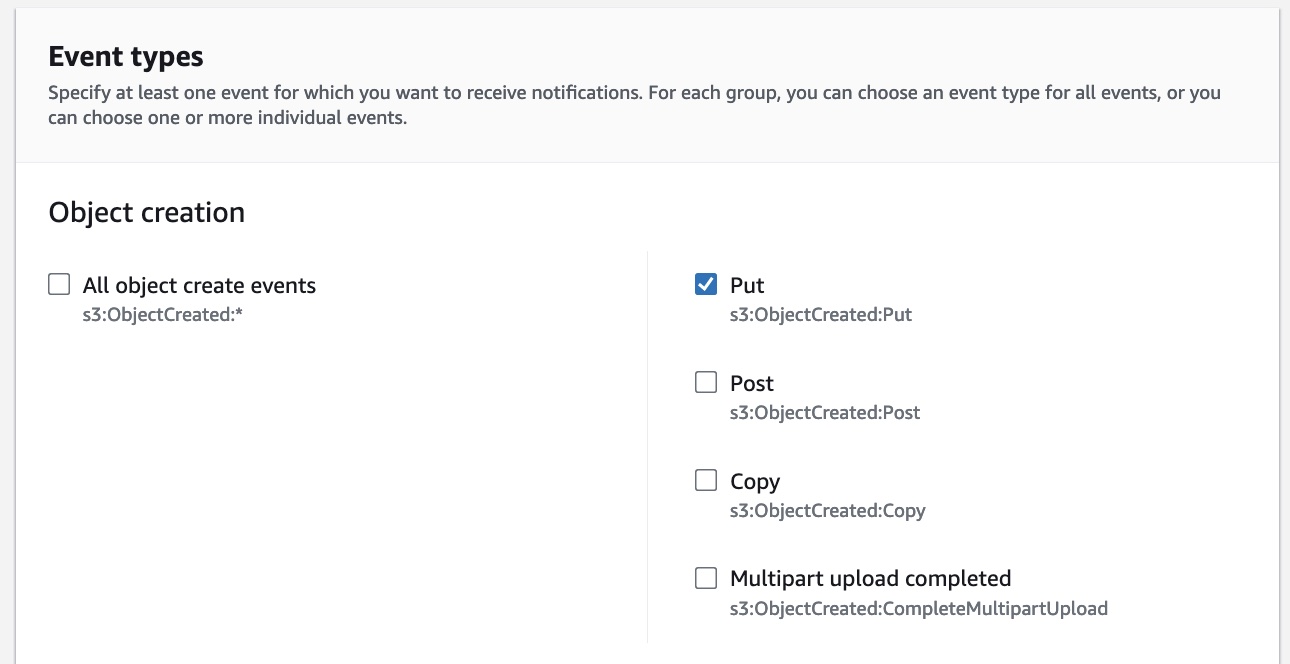 Event types
Specify at least one event for which you want to receive notifications. For each group, you can choose an event type for all events, or you
can choose one or more individual events.
Object creation
All object create events
s3:ObjectCreated:*
Put
s3:ObjectCreated:Put
Post
s3:ObjectCreated:Post
Copy
s3:ObjectCreated:Copy
Multipart upload completed
s3:ObjectCreated:CompleteMultipartUpload